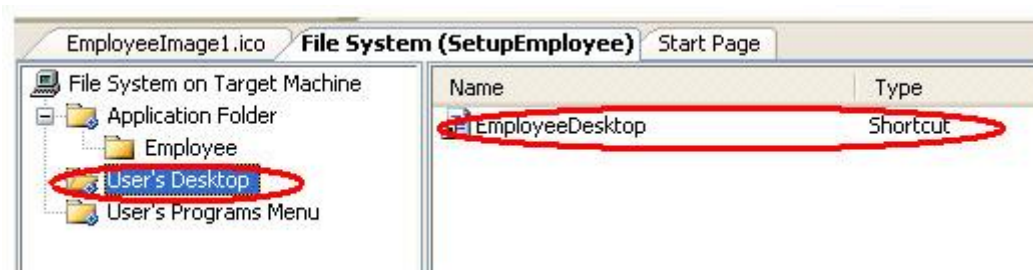 EmployeeImage1.ico File System (SetupEmployee) Start Page
File System on Target Machine
Application Folder
Employee
User's Desktop
User's Programs Menu
Name Type
EmployeeDesktop Shortcut